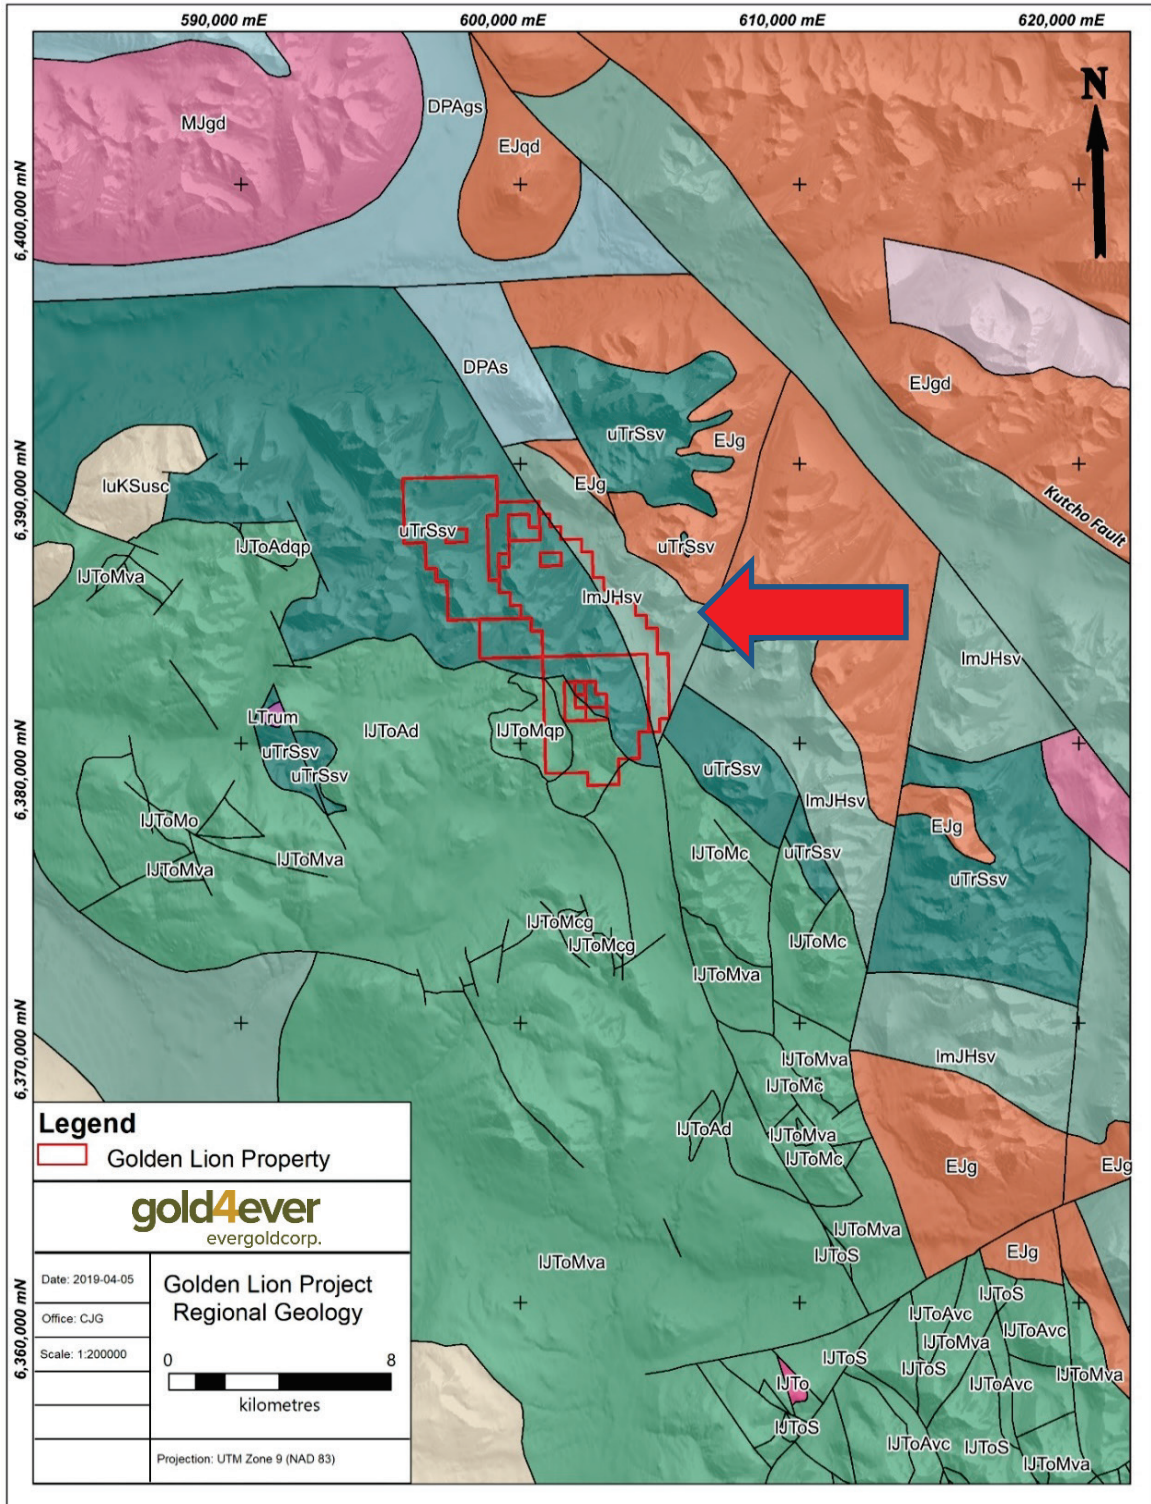 590,000 mE
600,000 mE
610,000 mE
620,000 mE
DPAgs
MJgd
EJqd
N
6,400,000 mN
DPAs
EJgd
uTrSsv
EJg
EJg
6,390,000 mN
luKSusc
Kutcho Fault
uTrSsv
uTrSsv
lJToAdqp
lJToMva
lmJHsv
lmJHsv
LTrum
lJToAd
lJToMqp
uTrSsv
uTrSsv
uTrSsv
6,380,000 mN
lmJHsv
lJToMo
EJg
lJToMva
lJToMva
lJToMc
uTrSsv
uTrSsv
lJToMcg
lJToMcg
lJToMc
lJToMva
6,370,000 mN
lJToMva
lmJHsv
lJToMc
lJToAd
lJToMva
lJToMc
EJg
EJg
lJToMva
lJToS
EJg
lJToMva
lJToS
6,360,000 mN
lJToAvc
lJToAvc
lJToMva
lJToS
lJToS
lJToMva
lJTo
lJToAvc
lJToS
lJToAvc
lJToS
lJToMva
Legend
Golden Lion Property
gold4ever
evergoldcorp.
Date: 2019-04-05
Office: CJG
Scale: 1:200000
Golden Lion Project
Regional Geology
0 8
kilometres
Projection: UTM Zone 9 (NAD 83)